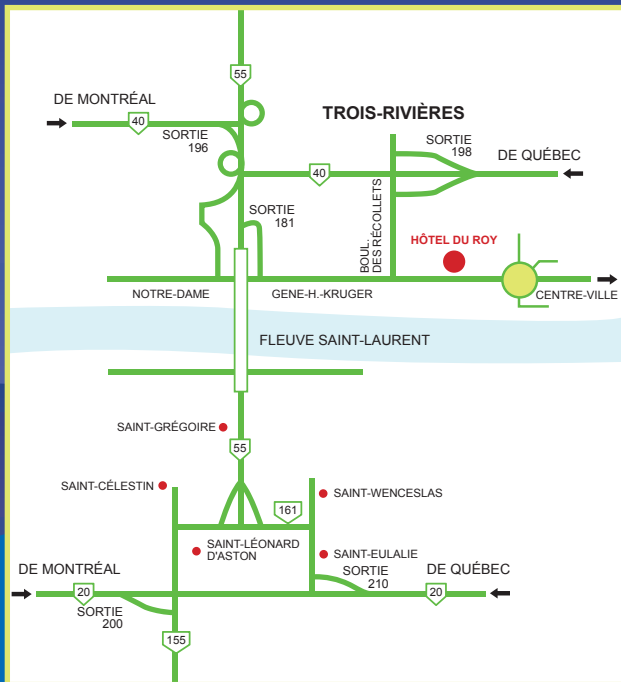 55
DE MONTRÉAL
40
TROIS-RIVIÈRES
SORTIE
196
SORTIE
198
DE QUÉBEC
40
SORTIE
181
BOUL.
DES RÉCOLLETS
HÔTEL DU ROY
NOTRE-DAME
GENE-H.-KRUGER
CENTRE-VILLE
FLEUVE SAINT-LAURENT
SAINT-GRÉGOIRE
55
SAINT-CÉLESTIN
SAINT-WENCESLAS
161
SAINT-LÉONARD
D'ASTON
SAINT-EULALIE
DE MONTRÉAL
SORTIE
210
DE QUÉBEC
20
20
SORTIE
200
155